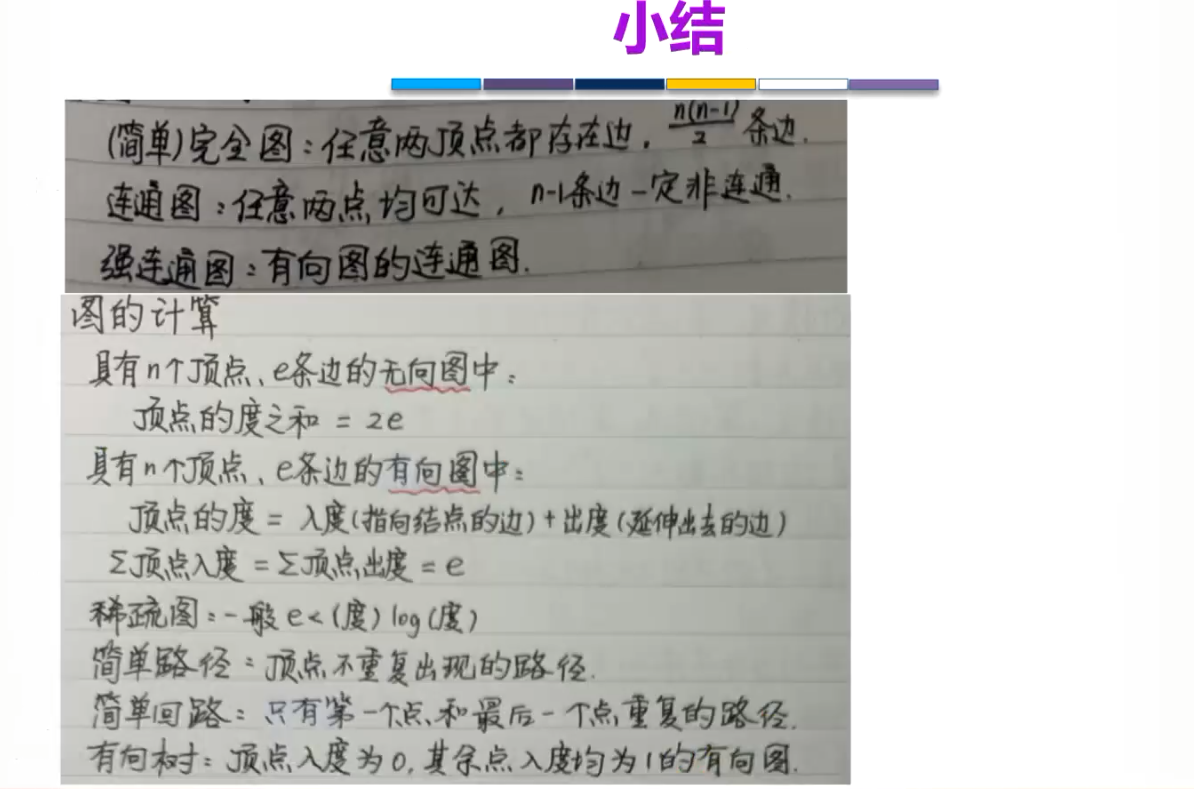 小结
(简单)完全图：任意两顶点都存在边，n(n-1)/2 条边.
连通图：任意两点均可达，n-1条边一定非连通.
强连通图：有向图的连通图.
图的计算
具有n个顶点、e条边的无向图中：
顶点的度之和 = 2e
具有n个顶点、e条边的有向图中：
顶点的度 = 入度(指向结点的边)+出度(延伸出去的边)
Σ顶点入度 = Σ顶点出度 = e
稀疏图：一般 e<(度)log(度)
简单路径：顶点不重复出现的路径.
简单回路：只有第一个点和最后一个点重复的路径.
有向树：顶点入度为0,其余点入度均为1的有向图.